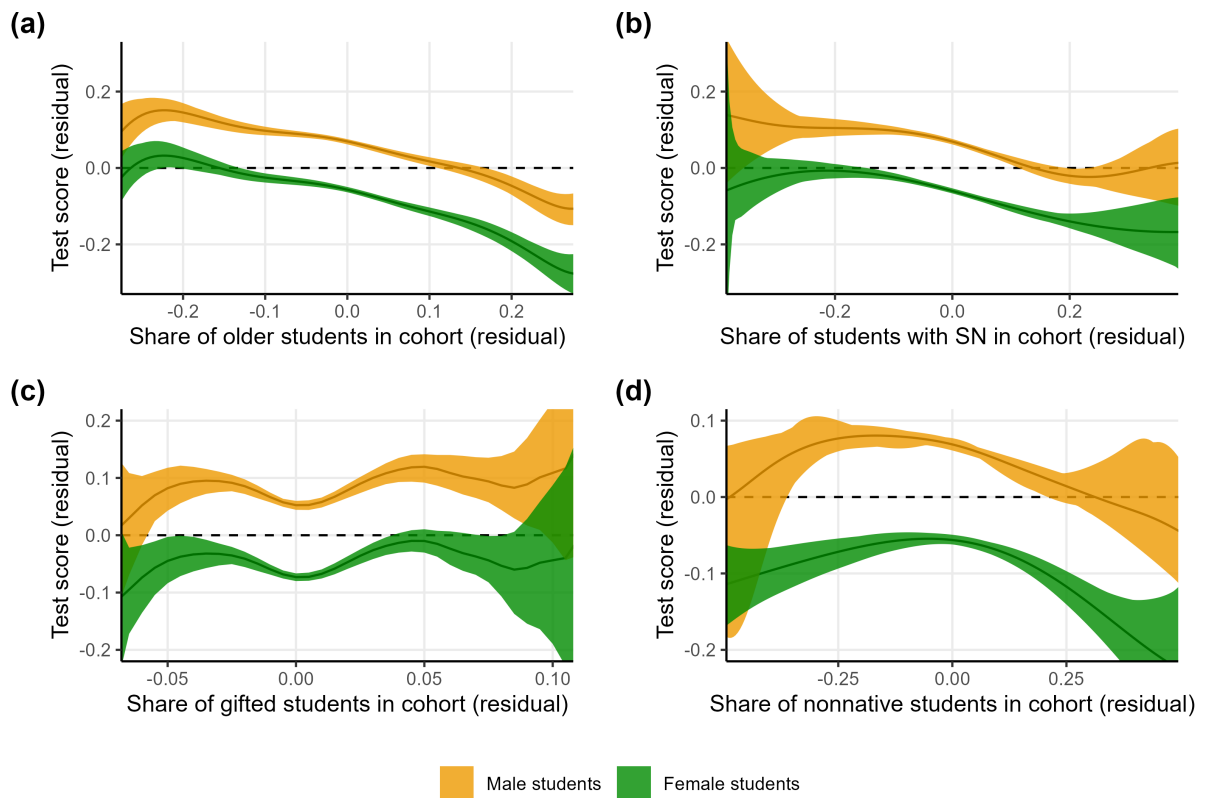 (a)
Test score (residual)
0.2
0.0
-0.2
-0.2 -0.1 0.0 0.1 0.2
Share of older students in cohort (residual)
(b)
Test score (residual)
0.2
0.0
-0.2
-0.2 0.0 0.2
Share of students with SN in cohort (residual)
(c)
Test score (residual)
0.2
0.1
0.0
-0.1
-0.2
-0.05 0.00 0.05 0.10
Share of gifted students in cohort (residual)
(d)
Test score (residual)
0.1
0.0
-0.1
-0.2
-0.25 0.00 0.25
Share of nonnative students in cohort (residual)
Male students Female students